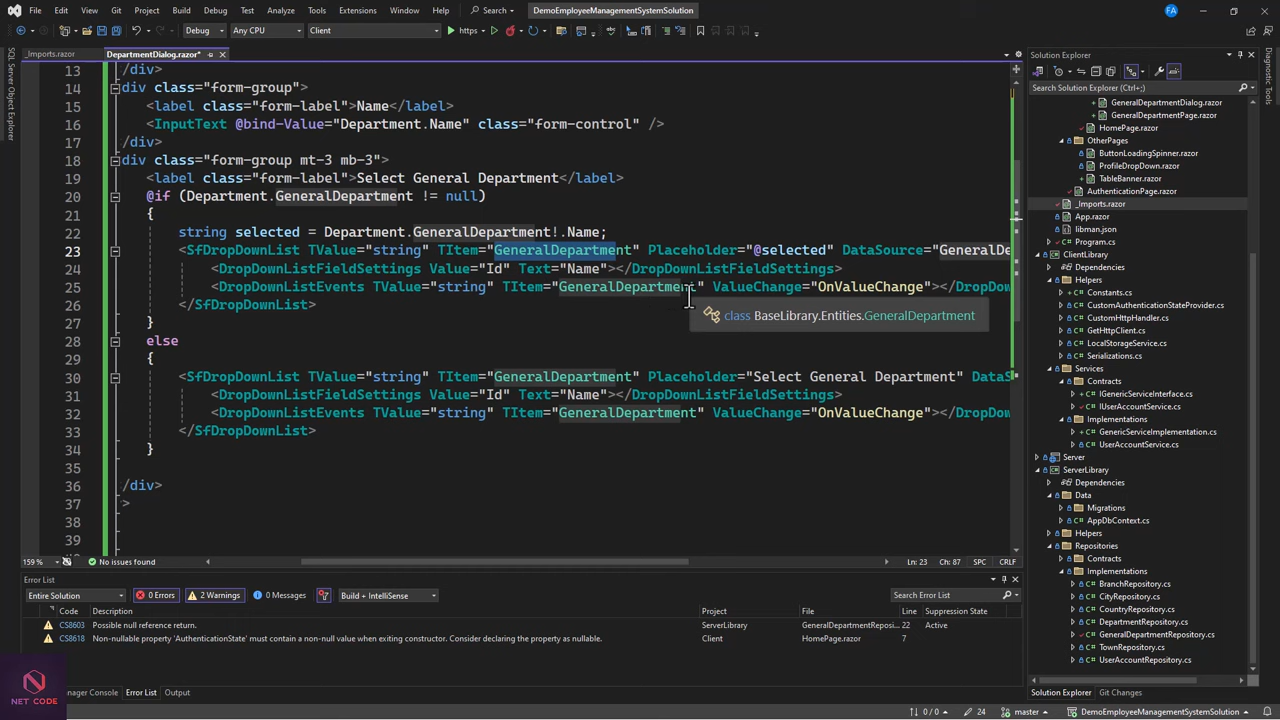 File Edit View Git Project Build Debug Test Analyze Tools Extensions Window Help Search DemoEmployeeManagementSystemSolution FA
Debug Any CPU Client https
_Imports.razor DepartmentDialog.razor*
SQL Server Object Explorer
13 /div>
14 div class="form-group">
15 <label class="form-label">Name</label>
16 <InputText @bind-Value="Department.Name" class="form-control" />
17 /div>
18 div class="form-group mt-3 mb-3">
19 <label class="form-label">Select General Department</label>
20 @if (Department.GeneralDepartment != null)
21 {
22 string selected = Department.GeneralDepartment!.Name;
23 <SfDropDownList TValue="string" TItem="GeneralDepartment" Placeholder="@selected" DataSource="GeneralDe
24 <DropDownListFieldSettings Value="Id" Text="Name"></DropDownListFieldSettings>
25 <DropDownListEvents TValue="string" TItem="GeneralDepartment" ValueChange="OnValueChange"></DropDow
class BaseLibrary.Entities.GeneralDepartment
26 </SfDropDownList>
27 }
28 else
29 {
30 <SfDropDownList TValue="string" TItem="GeneralDepartment" Placeholder="Select General Department" DataS
31 <DropDownListFieldSettings Value="Id" Text="Name"></DropDownListFieldSettings>
32 <DropDownListEvents TValue="string" TItem="GeneralDepartment" ValueChange="OnValueChange"></DropDow
33 </SfDropDownList>
34 }
35
36 /div>
37 >
38
159 % No issues found Ln: 23 Ch: 87 SPC CRLF
Error List
Entire Solution 0 Errors 2 Warnings 0 Messages Build + IntelliSense Search Error List
Code Description Project File Line Suppression State
CS8603 Possible null reference return. ServerLibrary GeneralDepartmentReposi... 22 Active
CS8618 Non-nullable property 'AuthenticationState' must contain a non-null value when exiting constructor. Consider declaring the property as nullable. Client HomePage.razor 7
NET CODE
anager Console Error List Output
Solution Explorer
Search Solution Explorer (Ctrl+;)
GeneralDepartmentDialog.razor
GeneralDepartmentPage.razor
HomePage.razor
OtherPages
ButtonLoadingSpinner.razor
ProfileDropDown.razor
TableBanner.razor
AuthenticationPage.razor
_Imports.razor
App.razor
libman.json
Program.cs
ClientLibrary
Dependencies
Helpers
Constants.cs
CustomAuthenticationStateProvider.cs
CustomHttpHandler.cs
GetHttpClient.cs
LocalStorageService.cs
Serializations.cs
Services
Contracts
IGenericServiceInterface.cs
IUserAccountService.cs
Implementations
GenericServiceImplementation.cs
UserAccountService.cs
Server
ServerLibrary
Dependencies
Data
Migrations
AppDbContext.cs
Helpers
Repositories
Contracts
Implementations
BranchRepository.cs
CityRepository.cs
CountryRepository.cs
DepartmentRepository.cs
GeneralDepartmentRepository.cs
TownRepository.cs
UserAccountRepository.cs
Solution Explorer Git Changes
Diagnostic Tools
0 / 0 24 master DemoEmployeeManagementSystemSolution